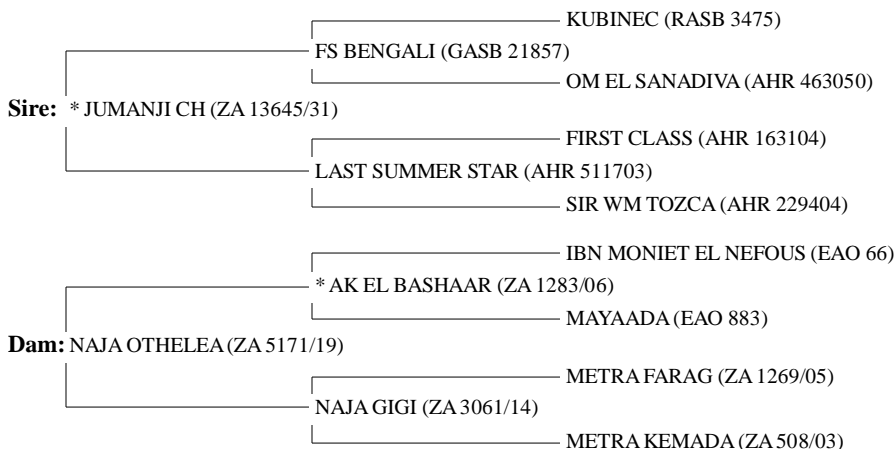 KUBINEC (RASB 3475)
FS BENGALI (GASB 21857)
OM EL SANADIVA (AHR 463050)
Sire: * JUMANJI CH (ZA 13645/31)
FIRST CLASS (AHR 163104)
LAST SUMMER STAR (AHR 511703)
SIR WM TOZCA (AHR 229404)
IBN MONIET EL NEFOUS (EAO 66)
* AK EL BASHAAR (ZA 1283/06)
MAYAADA (EAO 883)
Dam: NAJA OTHELEA (ZA 5171/19)
METRA FARAG (ZA 1269/05)
NAJA GIGI (ZA 3061/14)
METRA KEMADA (ZA 508/03)